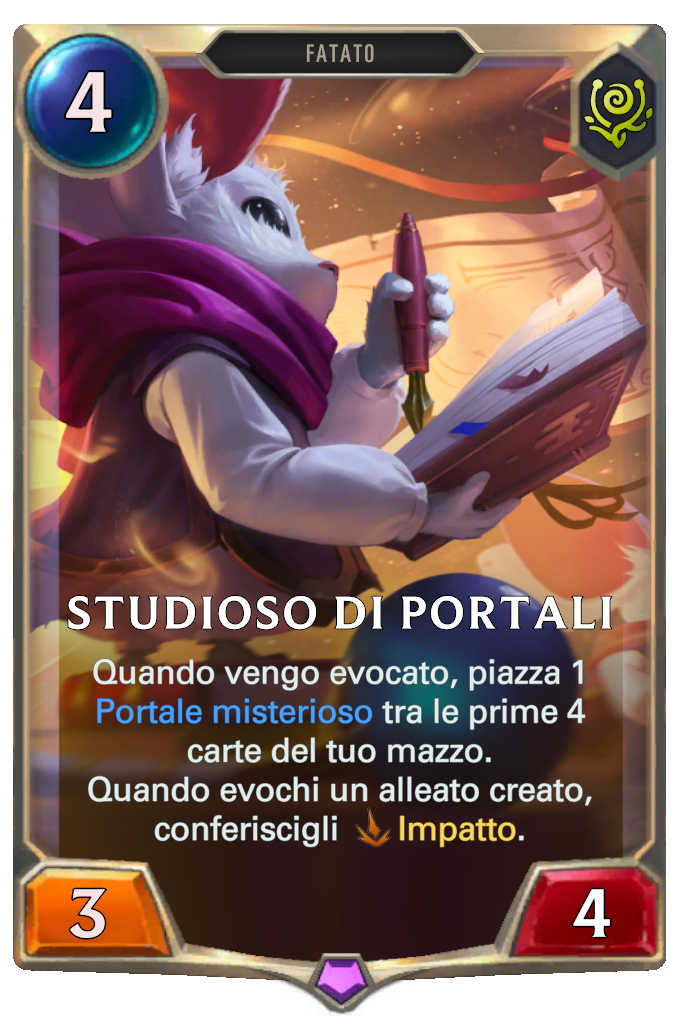 FATATO
4
STUDIOSO DI PORTALI
Quando vengo evocato, piazza 1
Portale misterioso tra le prime 4
carte del tuo mazzo.
Quando evochi un alleato creato,
conferiscigli Impatto.
3
4